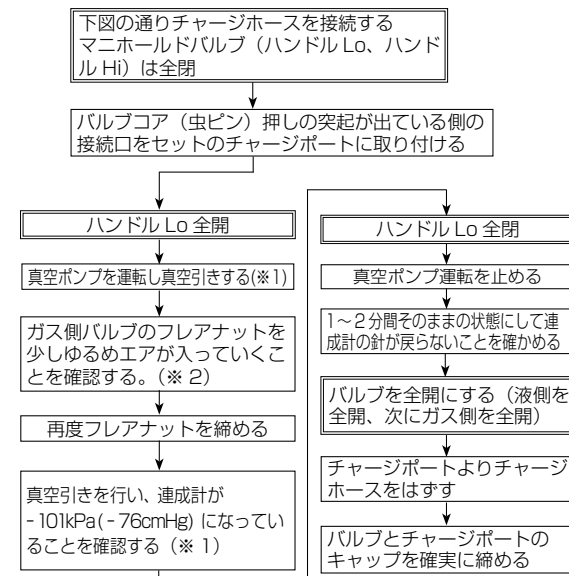 下図の通りチャージホースを接続する
マニホールドバルブ（ハンドル Lo、ハンド
ル Hi）は全閉
バルブコア（虫ピン）押しの突起が出ている側の
接続口をセットのチャージポートに取り付ける
ハンドル Lo 全開
真空ポンプを運転し真空引きする(※1)
ガス側バルブのフレアナットを
少しゆるめエアが入っていくこ
とを確認する。（※ 2）
再度フレアナットを締める
真空引きを行い、連成計が
-101kPa(-76cmHg) になってい
ることを確認する（※ 1）
ハンドル Lo 全閉
真空ポンプ運転を止める
1～2分間そのままの状態にして連
成計の針が戻らないことを確かめる
バルブを全開にする（液側を
全開、次にガス側を全開）
チャージポートよりチャージ
ホースをはずす
バルブとチャージポートの
キャップを確実に締める